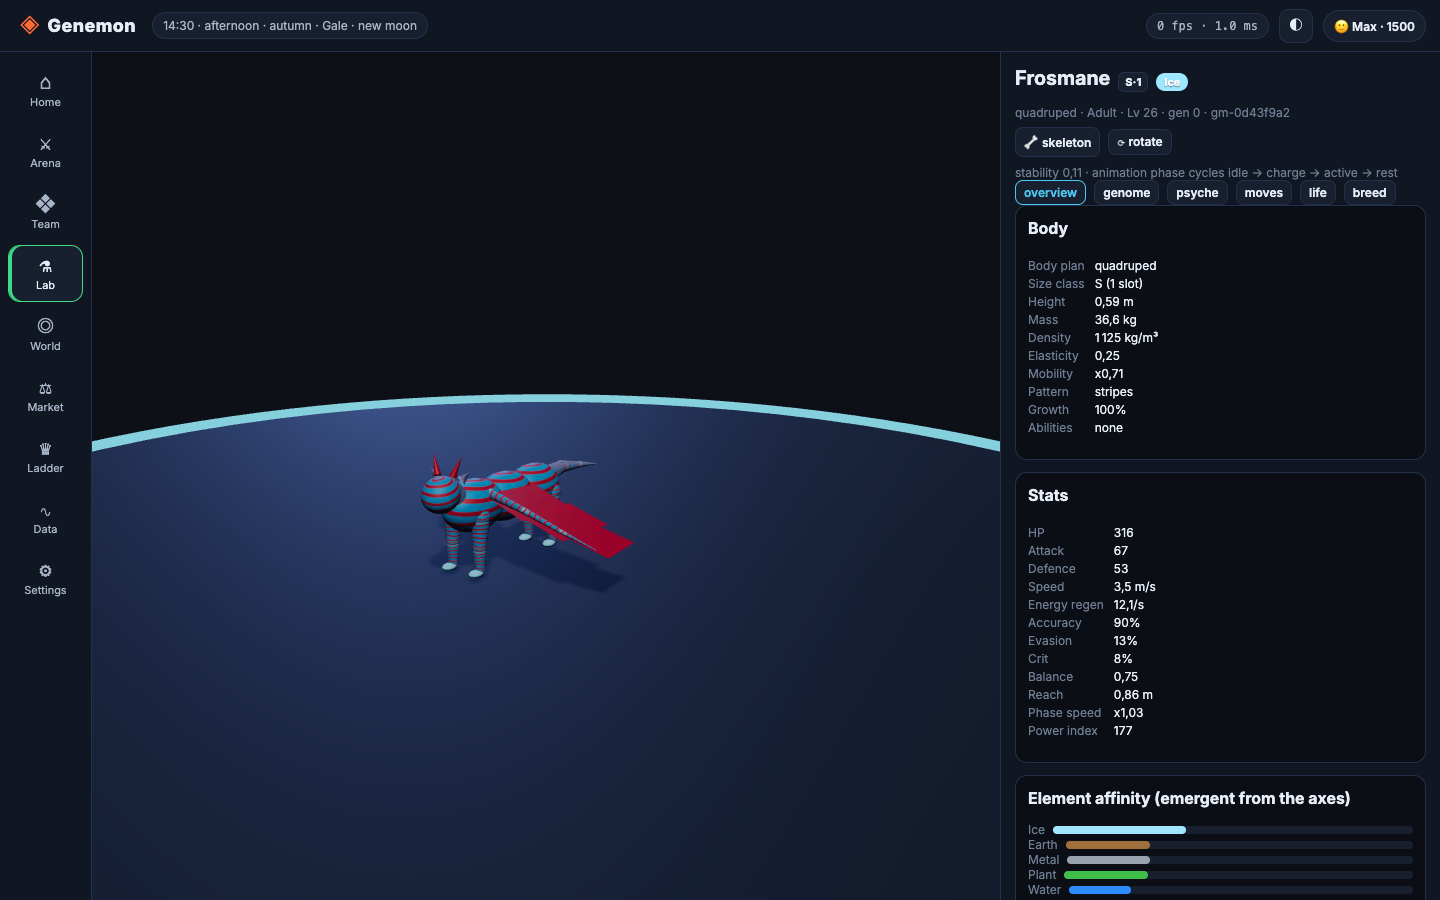 Genemon
14:30 · afternoon · autumn · Gale · new moon
0 fps · 1.0 ms
Max · 1500
Home
Arena
Team
Lab
World
Market
Ladder
Data
Settings
Frosmane S·1 Ice
quadruped · Adult · Lv 26 · gen 0 · gm-0d43f9a2
skeleton
rotate
stability 0,11 · animation phase cycles idle → charge → active → rest
overview genome psyche moves life breed
Body
Body plan quadruped
Size class S (1 slot)
Height 0,59 m
Mass 36,6 kg
Density 1 125 kg/m³
Elasticity 0,25
Mobility x0,71
Pattern stripes
Growth 100%
Abilities none
Stats
HP 316
Attack 67
Defence 53
Speed 3,5 m/s
Energy regen 12,1/s
Accuracy 90%
Evasion 13%
Crit 8%
Balance 0,75
Reach 0,86 m
Phase speed x1,03
Power index 177
Element affinity (emergent from the axes)
Ice
Earth
Metal
Plant
Water